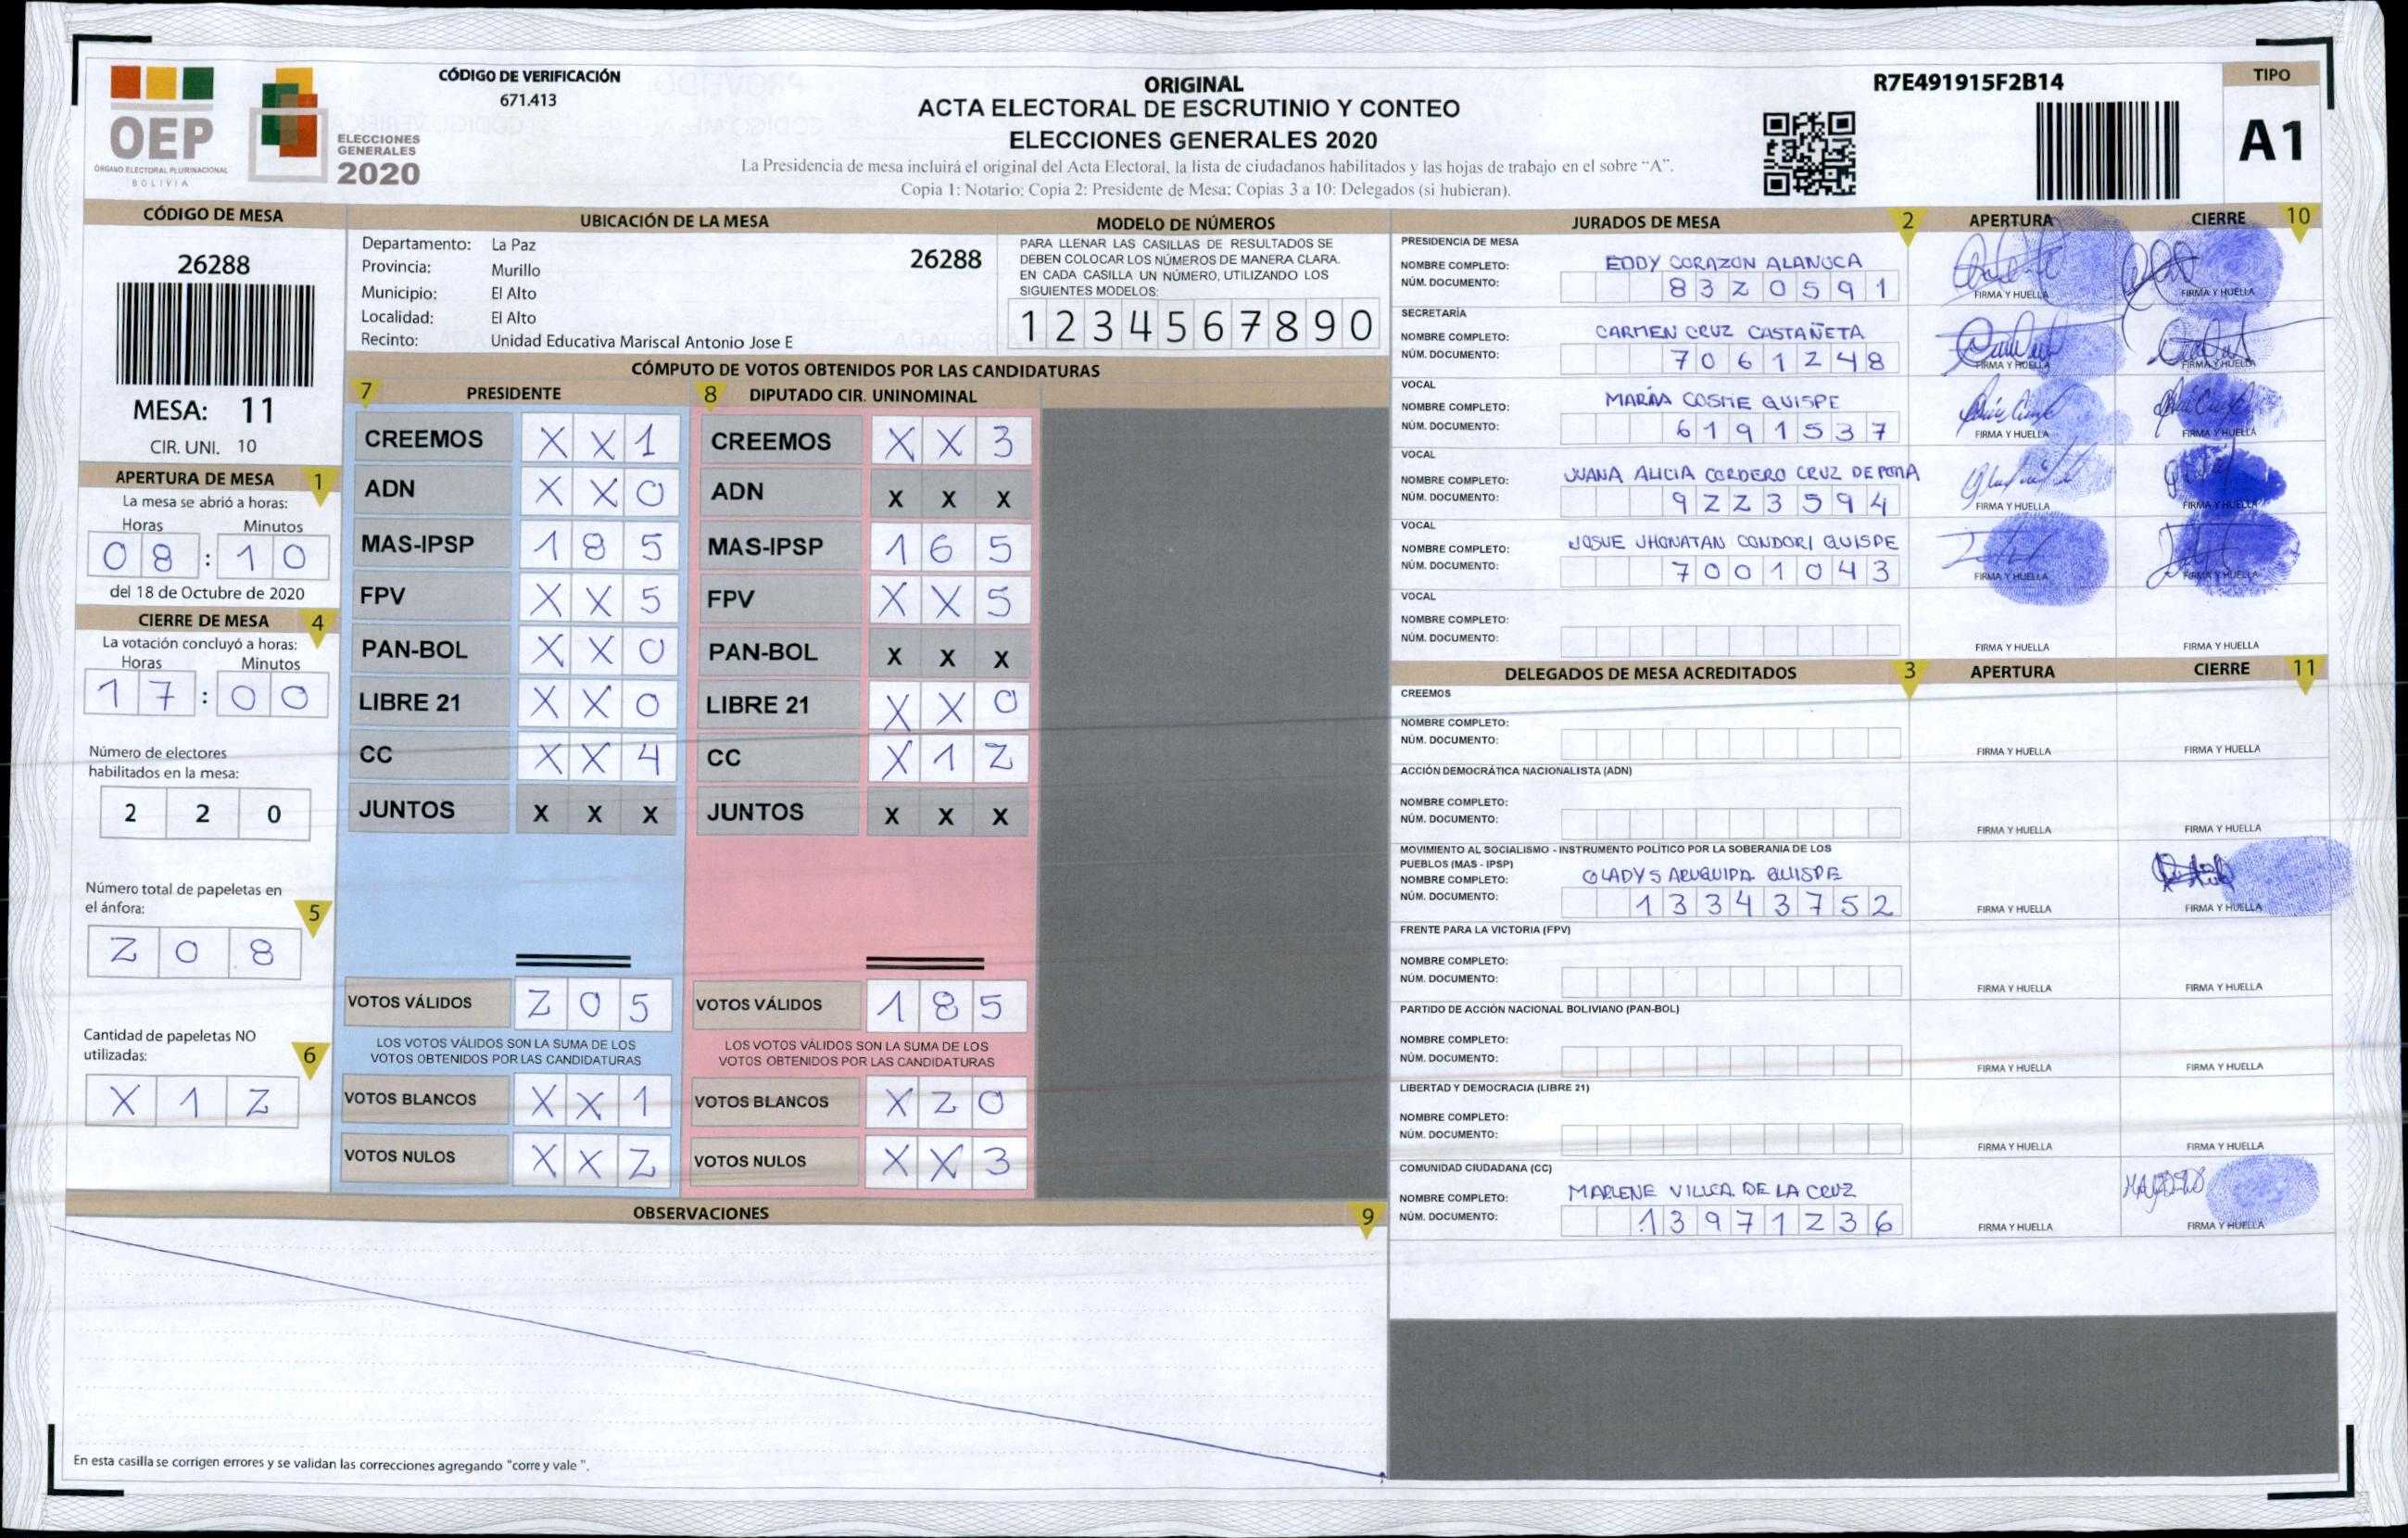 CÓDIGO DE VERIFICACIÓN
671.413
OEP
ÓRGANO ELECTORAL PLURINACIONAL
BOLIVIA
ELECCIONES
GENERALES
2020
ORIGINAL
ACTA ELECTORAL DE ESCRUTINIO Y CONTEO
ELECCIONES GENERALES 2020
La Presidencia de mesa incluirá el original del Acta Electoral, la lista de ciudadanos habilitados y las hojas de trabajo en el sobre "A".
Copia 1: Notario; Copia 2: Presidente de Mesa; Copias 3 a 10: Delegados (si hubieran).
R7E491915F2B14
TIPO
A1
CÓDIGO DE MESA
26288
MESA: 11
CIR. UNI. 10
APERTURA DE MESA 1
La mesa se abrió a horas:
Horas Minutos
08:10
del 18 de Octubre de 2020
CIERRE DE MESA 4
La votación concluyó a horas:
Horas Minutos
17:00
Número de electores
habilitados en la mesa:
2 2 0
Número total de papeletas en
el ánfora:
5
2 0 8
Cantidad de papeletas NO
utilizadas:
6
X 1 2
UBICACIÓN DE LA MESA
Departamento: La Paz
26288
Provincia: Murillo
Municipio: El Alto
Localidad: El Alto
Recinto: Unidad Educativa Mariscal Antonio Jose E
MODELO DE NÚMEROS
PARA LLENAR LAS CASILLAS DE RESULTADOS SE
DEBEN COLOCAR LOS NÚMEROS DE MANERA CLARA.
EN CADA CASILLA UN NÚMERO, UTILIZANDO LOS
SIGUIENTES MODELOS:
1 2 3 4 5 6 7 8 9 0
CÓMPUTO DE VOTOS OBTENIDOS POR LAS CANDIDATURAS
7 PRESIDENTE
CREEMOS X X 1
ADN X X 0
MAS-IPSP 1 8 5
FPV X X 5
PAN-BOL X X 0
LIBRE 21 X X 0
CC X X 4
JUNTOS X X X
VOTOS VÁLIDOS 2 0 5
LOS VOTOS VÁLIDOS SON LA SUMA DE LOS
VOTOS OBTENIDOS POR LAS CANDIDATURAS
VOTOS BLANCOS X X 1
VOTOS NULOS X X 2
8 DIPUTADO CIR. UNINOMINAL
CREEMOS X X 3
ADN X X X
MAS-IPSP 1 6 5
FPV X X 5
PAN-BOL X X X
LIBRE 21 X X 0
CC X 1 2
JUNTOS X X X
VOTOS VÁLIDOS 1 8 5
LOS VOTOS VÁLIDOS SON LA SUMA DE LOS
VOTOS OBTENIDOS POR LAS CANDIDATURAS
VOTOS BLANCOS X 2 0
VOTOS NULOS X X 3
OBSERVACIONES 9
En esta casilla se corrigen errores y se validan las correcciones agregando "corre y vale ".
JURADOS DE MESA 2 APERTURA CIERRE 10
PRESIDENCIA DE MESA
NOMBRE COMPLETO: EDDY CORAZON ALANOCA
NÚM. DOCUMENTO: 8320591
FIRMA Y HUELLA FIRMA Y HUELLA
SECRETARÍA
NOMBRE COMPLETO: CARMEN CRUZ CASTAÑETA
NÚM. DOCUMENTO: 7061248
FIRMA Y HUELLA FIRMA Y HUELLA
VOCAL
NOMBRE COMPLETO: MARIA COSME QUISPE
NÚM. DOCUMENTO: 6191537
FIRMA Y HUELLA FIRMA Y HUELLA
VOCAL
NOMBRE COMPLETO: JUANA ALICIA CORDERO CRUZ DE POMA
NÚM. DOCUMENTO: 9223594
FIRMA Y HUELLA FIRMA Y HUELLA
VOCAL
NOMBRE COMPLETO: JOSUE JHONATAN CONDORI QUISPE
NÚM. DOCUMENTO: 7001043
FIRMA Y HUELLA FIRMA Y HUELLA
VOCAL
NOMBRE COMPLETO:
NÚM. DOCUMENTO:
FIRMA Y HUELLA FIRMA Y HUELLA
DELEGADOS DE MESA ACREDITADOS 3 APERTURA CIERRE 11
CREEMOS
NOMBRE COMPLETO:
NÚM. DOCUMENTO:
FIRMA Y HUELLA FIRMA Y HUELLA
ACCIÓN DEMOCRÁTICA NACIONALISTA (ADN)
NOMBRE COMPLETO:
NÚM. DOCUMENTO:
FIRMA Y HUELLA FIRMA Y HUELLA
MOVIMIENTO AL SOCIALISMO - INSTRUMENTO POLÍTICO POR LA SOBERANIA DE LOS
PUEBLOS (MAS - IPSP)
NOMBRE COMPLETO: GLADYS ARUQUIPA QUISPE
NÚM. DOCUMENTO: 13343752
FIRMA Y HUELLA FIRMA Y HUELLA
FRENTE PARA LA VICTORIA (FPV)
NOMBRE COMPLETO:
NÚM. DOCUMENTO:
FIRMA Y HUELLA FIRMA Y HUELLA
PARTIDO DE ACCIÓN NACIONAL BOLIVIANO (PAN-BOL)
NOMBRE COMPLETO:
NÚM. DOCUMENTO:
FIRMA Y HUELLA FIRMA Y HUELLA
LIBERTAD Y DEMOCRACIA (LIBRE 21)
NOMBRE COMPLETO:
NÚM. DOCUMENTO:
FIRMA Y HUELLA FIRMA Y HUELLA
COMUNIDAD CIUDADANA (CC)
NOMBRE COMPLETO: MARLENE VILLCA DE LA CRUZ
NÚM. DOCUMENTO: 13971236
FIRMA Y HUELLA FIRMA Y HUELLA